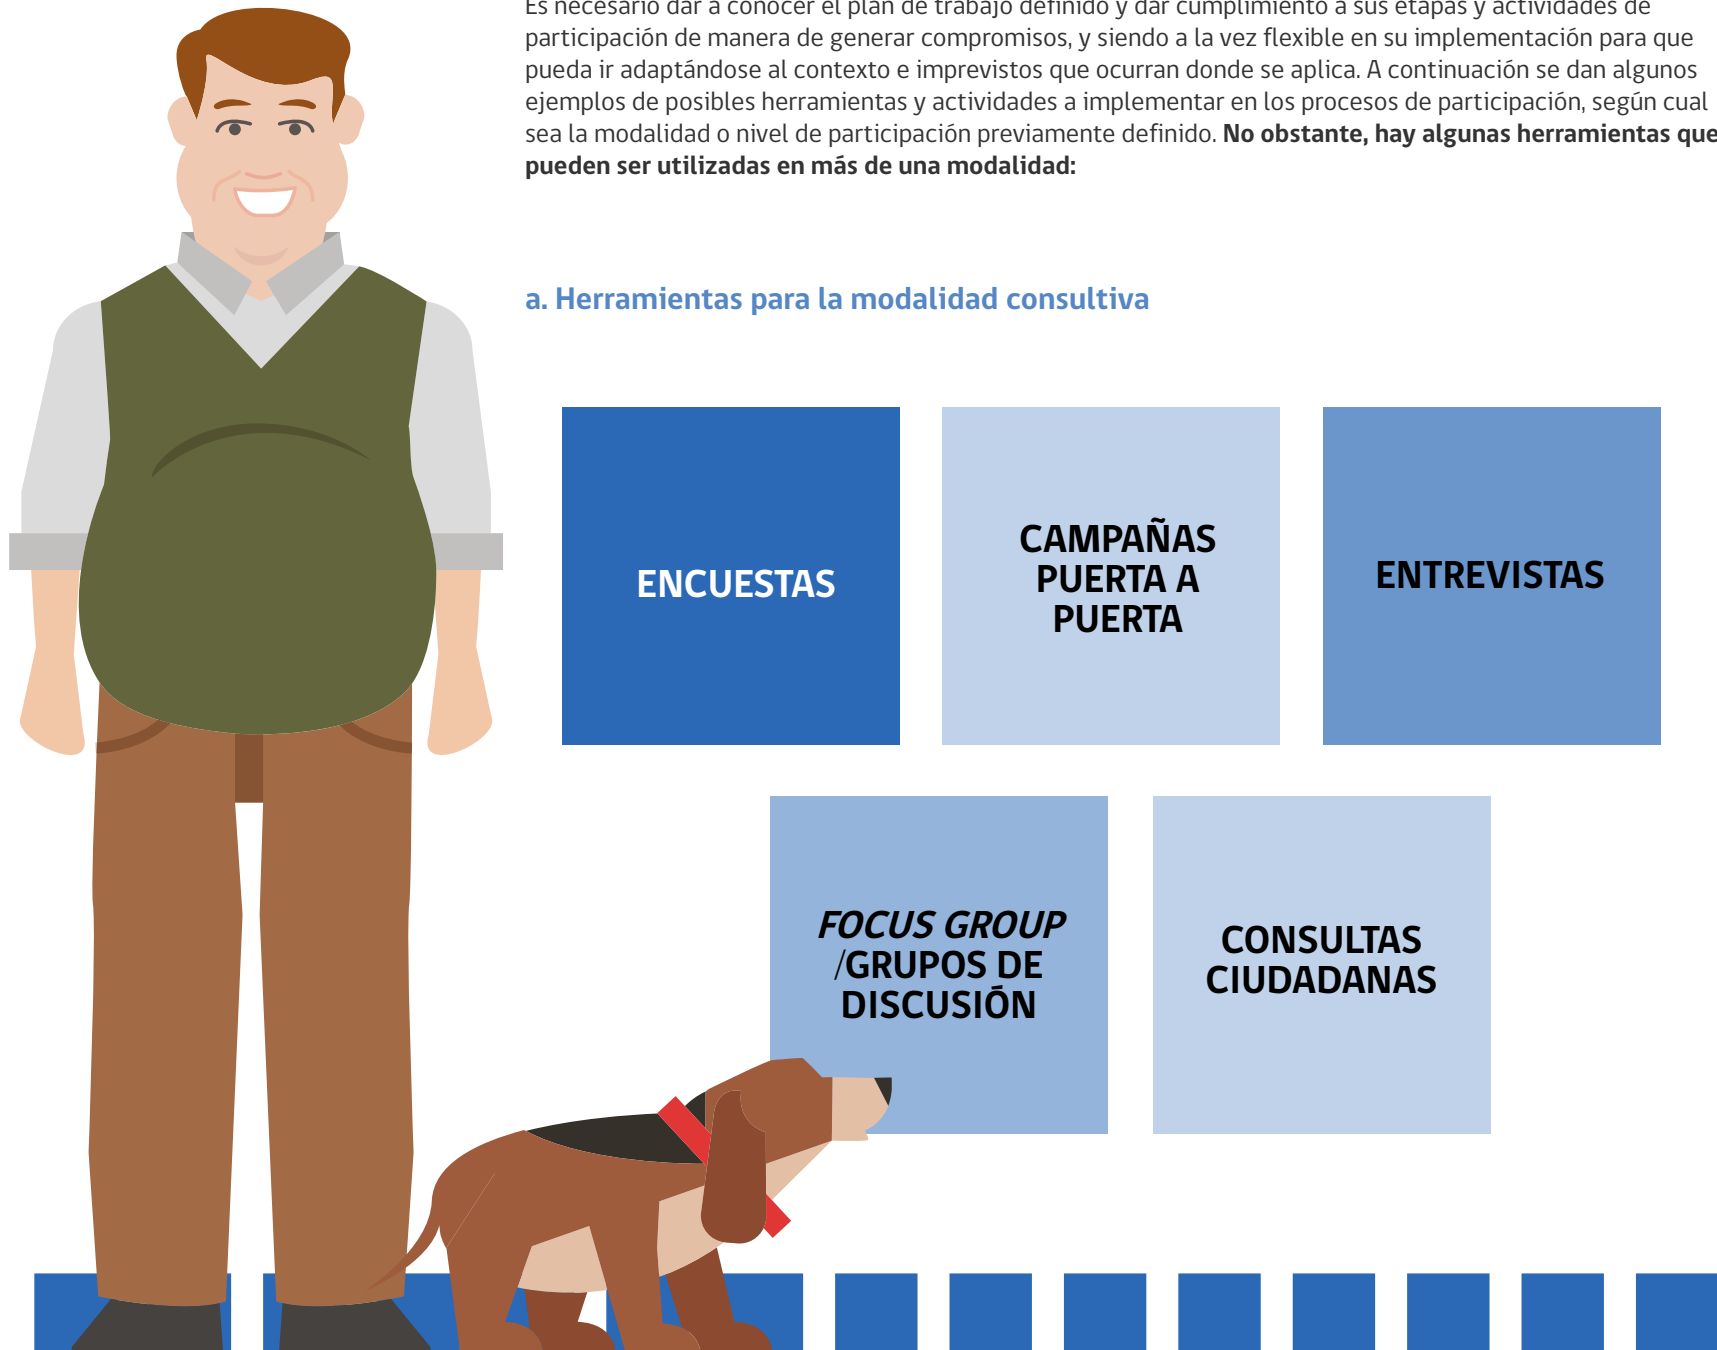 Es necesario dar a conocer el plan de trabajo definido y dar cumplimiento a sus etapas y actividades de
participación de manera de generar compromisos, y siendo a la vez flexible en su implementación para que
pueda ir adaptándose al contexto e imprevistos que ocurran donde se aplica. A continuación se dan algunos
ejemplos de posibles herramientas y actividades a implementar en los procesos de participación, según cual
sea la modalidad o nivel de participación previamente definido. No obstante, hay algunas herramientas que
pueden ser utilizadas en más de una modalidad:
a. Herramientas para la modalidad consultiva
ENCUESTAS
CAMPAÑAS
PUERTA A
PUERTA
ENTREVISTAS
FOCUS GROUP
/GRUPOS DE
DISCUSIÓN
CONSULTAS
CIUDADANAS